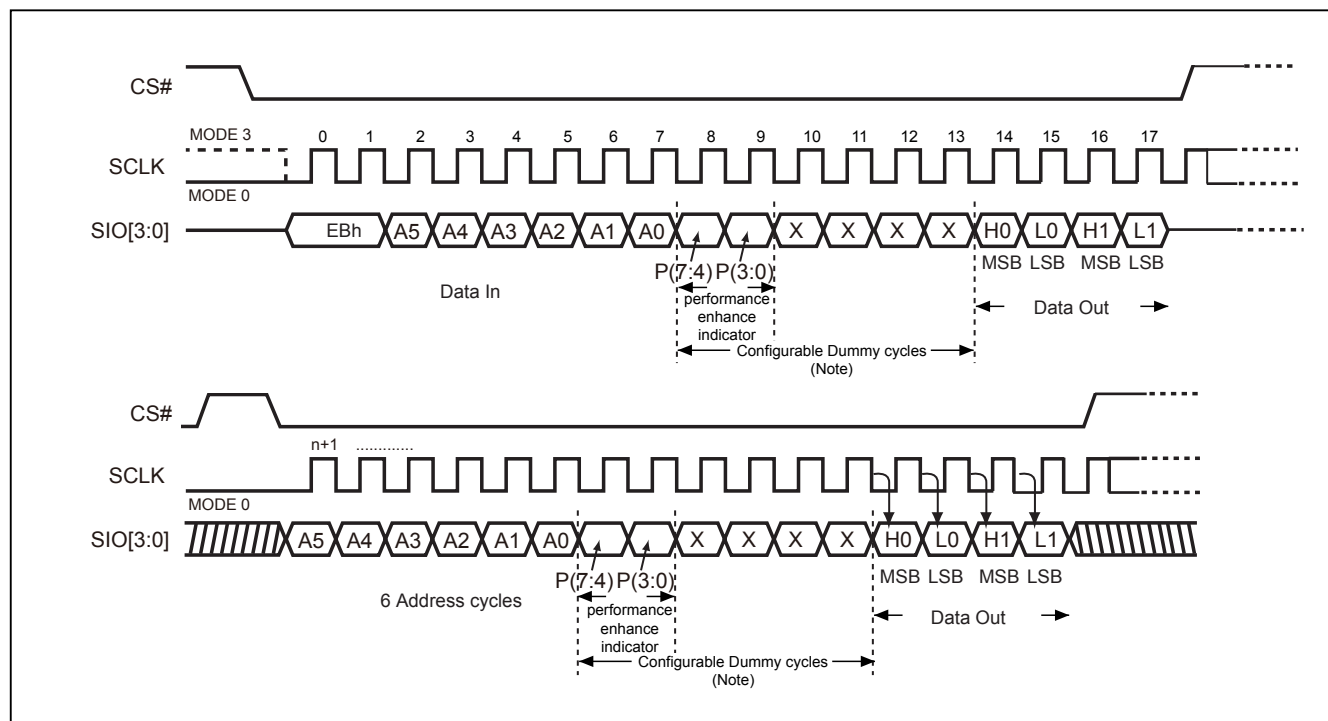 CS#
MODE 3
0 1 2 3 4 5 6 7 8 9 10 11 12 13 14 15 16 17
SCLK
MODE 0
SIO[3:0]
EBh A5 A4 A3 A2 A1 A0 X X X X H0 L0 H1 L1
MSB LSB MSB LSB
P(7:4) P(3:0)
Data In
performance
enhance
indicator
Data Out
Configurable Dummy cycles
(Note)
CS#
n+1 .............
SCLK
MODE 0
SIO[3:0]
A5 A4 A3 A2 A1 A0 X X X X H0 L0 H1 L1
MSB LSB MSB LSB
P(7:4) P(3:0)
6 Address cycles
performance
enhance
indicator
Data Out
Configurable Dummy cycles
(Note)